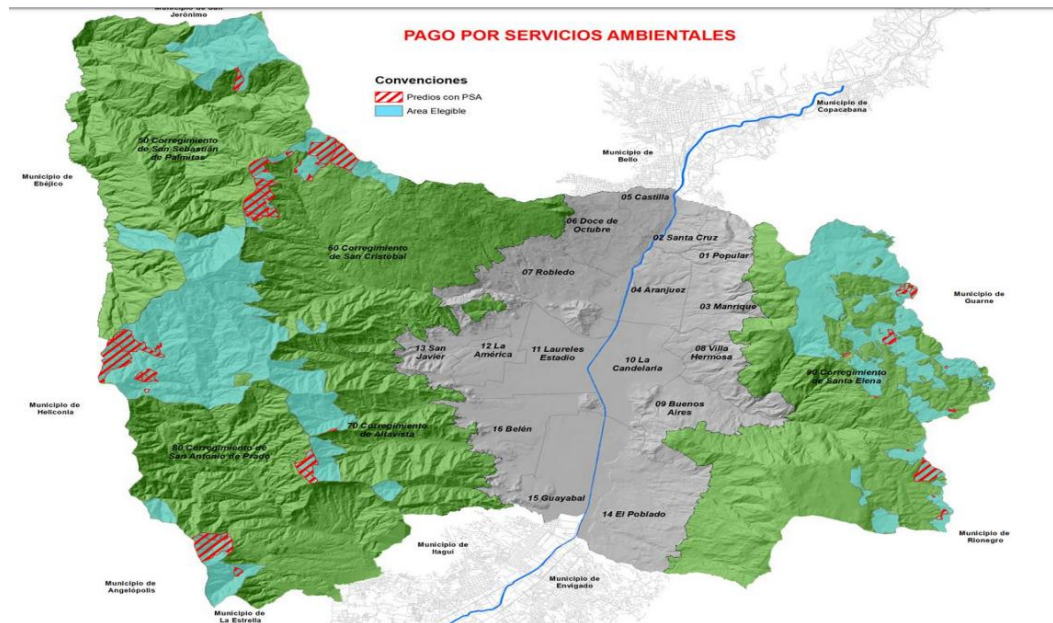 Municipio de San
Jerónimo
PAGO POR SERVICIOS AMBIENTALES
Convenciones
Predios con PSA
Area Elegible
Municipio de
Copacabana
Municipio de
Bello
50 Corregimiento
de San Sebastián
de Palmitas
Municipio de
Ebéjico
05 Castilla
06 Doce de
Octubre
02 Santa Cruz
01 Popular
60 Corregimiento
de San Cristobal
07 Robledo
04 Aranjuez
03 Manrique
Municipio de
Guarne
13 San
Javier
12 La
América
11 Laureles
Estadio
10 La
Candelaria
08 Villa
Hermosa
90 Corregimiento
de Santa Elena
Municipio de
Heliconia
09 Buenos
Aires
70 Corregimiento
de Altavista
16 Belén
80 Corregimiento de
San Antonio de Prado
15 Guayabal
14 El Poblado
Municipio de
Rionegro
Municipio de
Itagui
Municipio de
Envigado
Municipio de
Angelópolis
Municipio de
La Estrella